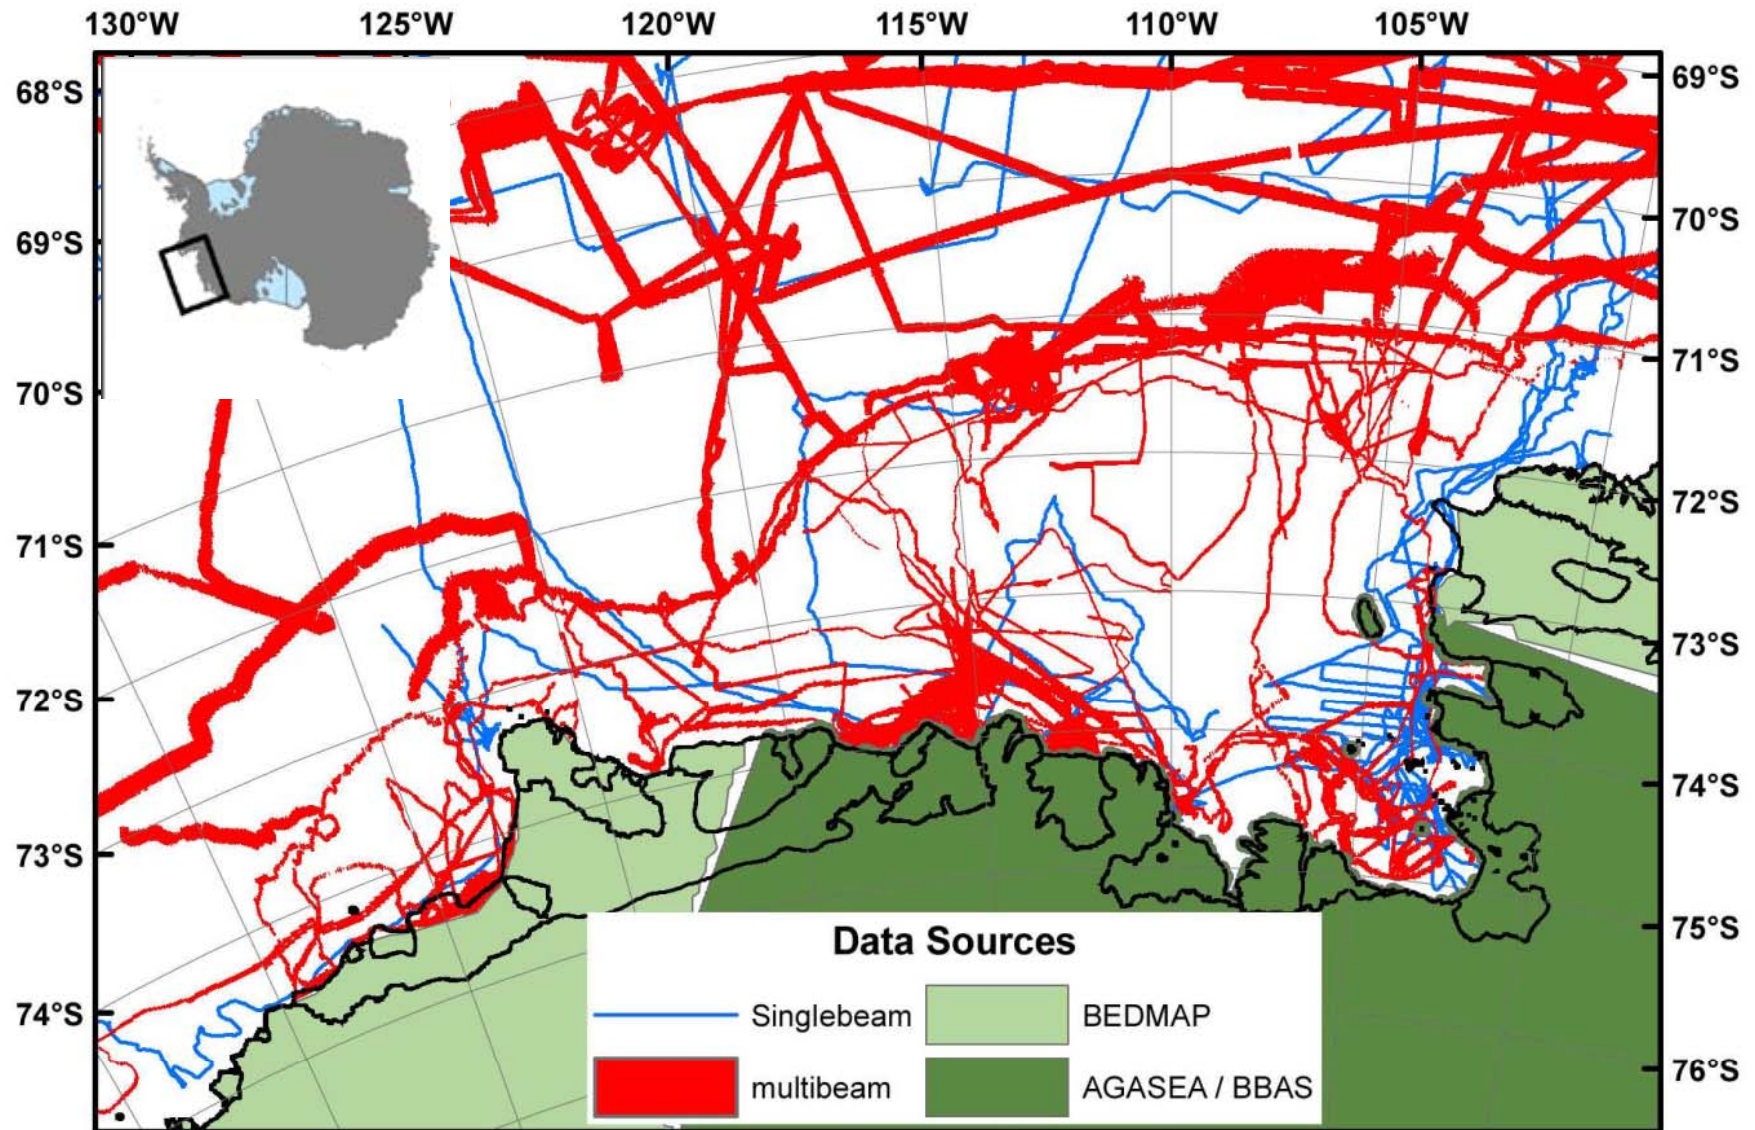 130°W 125°W 120°W 115°W 110°W 105°W
68°S 69°S
69°S 70°S
70°S 71°S
71°S 72°S
72°S 73°S
73°S 74°S
74°S 75°S
76°S
Data Sources
Singlebeam BEDMAP
multibeam AGASEA / BBAS